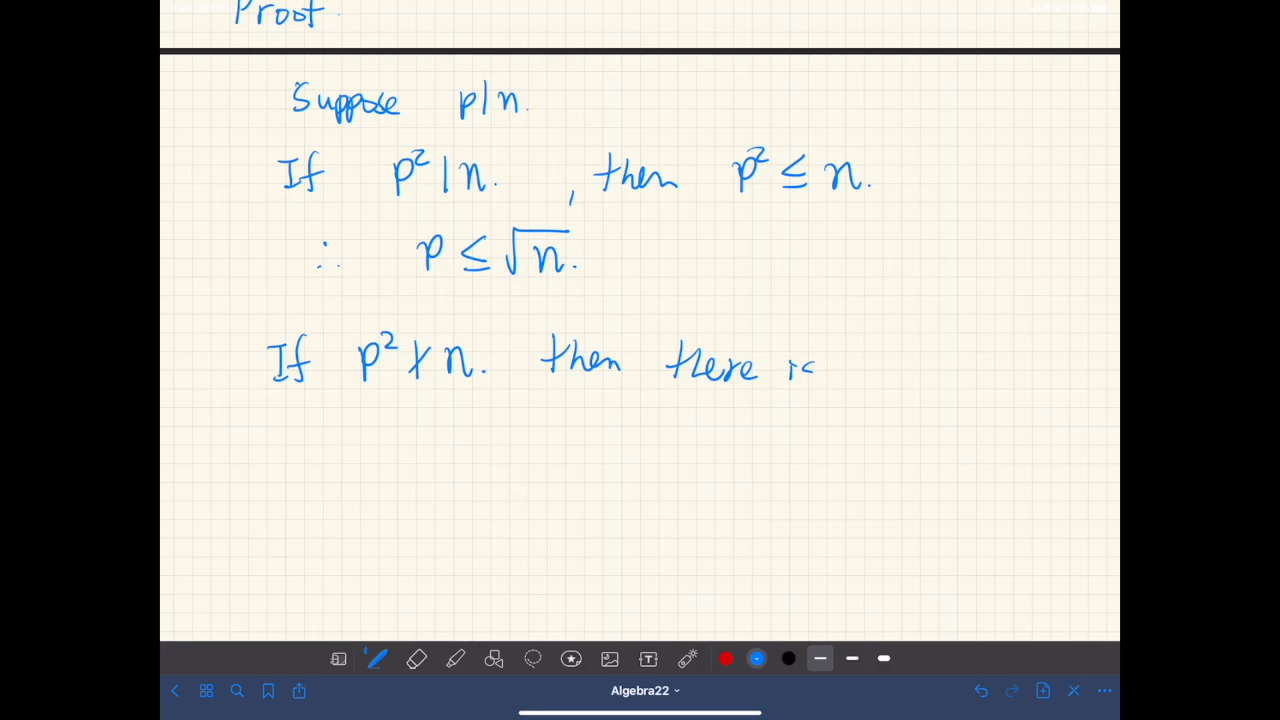 Proof.
Suppose p|n.
If p² | n. , then p² ≤ n.
∴ p ≤ √n.
If p² ∤ n. then there is
Algebra22